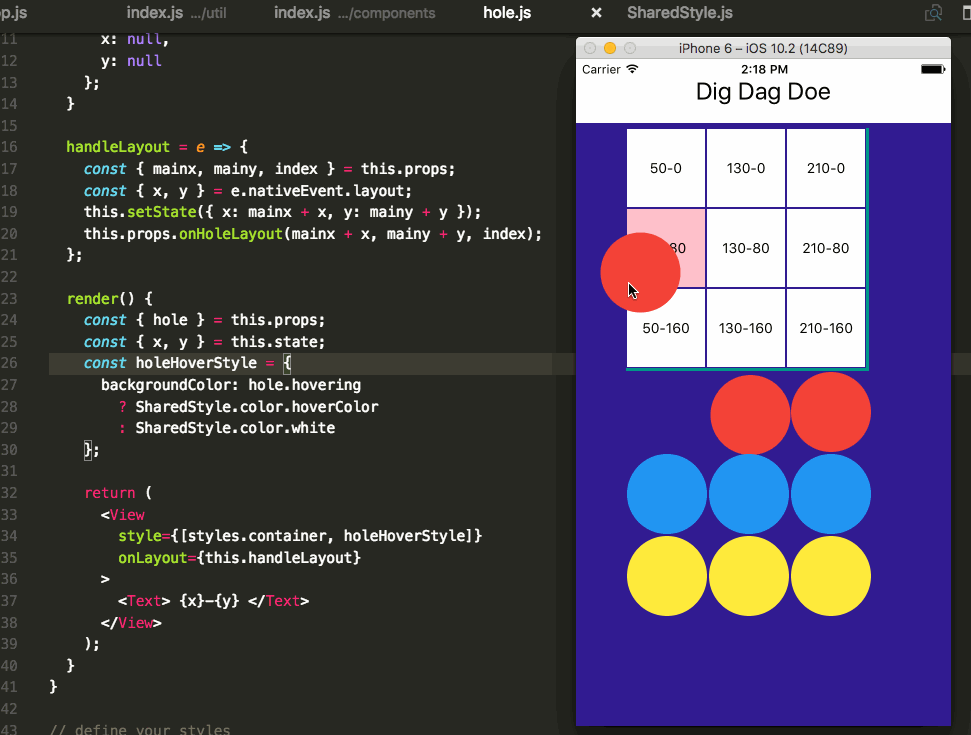 p.js index.js .../util index.js .../components hole.js × SharedStyle.js
11 x: null,
12 y: null
13 };
14 }
15
16 handleLayout = e => {
17 const { mainx, mainy, index } = this.props;
18 const { x, y } = e.nativeEvent.layout;
19 this.setState({ x: mainx + x, y: mainy + y });
20 this.props.onHoleLayout(mainx + x, mainy + y, index);
21 };
22
23 render() {
24 const { hole } = this.props;
25 const { x, y } = this.state;
26 const holeHoverStyle = {
27 backgroundColor: hole.hovering
28 ? SharedStyle.color.hoverColor
29 : SharedStyle.color.white
30 };
31
32 return (
33 <View
34 style={[styles.container, holeHoverStyle]}
35 onLayout={this.handleLayout}
36 >
37 <Text> {x}-{y} </Text>
38 </View>
39 );
40 }
41 }
42
43 // define your styles
iPhone 6 – iOS 10.2 (14C89)
Carrier 2:18 PM
Dig Dag Doe
50-0 130-0 210-0
80 130-80 210-80
50-160 130-160 210-160